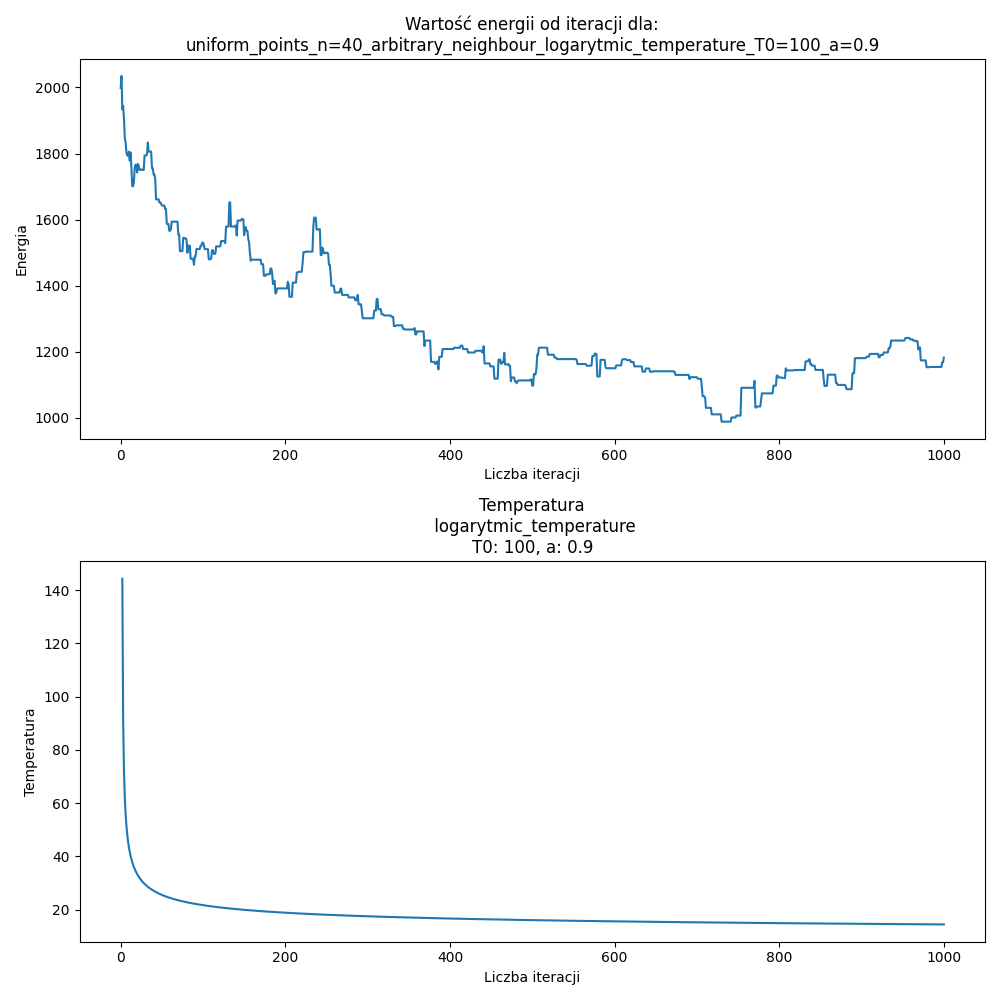 Wartość energii od iteracji dla:
uniform_points_n=40_arbitrary_neighbour_logarytmic_temperature_T0=100_a=0.9
2000
1800
1600
1400
1200
1000
Energia
0 200 400 600 800 1000
Liczba iteracji
Temperatura
logarytmic_temperature
T0: 100, a: 0.9
140
120
100
80
60
40
20
Temperatura
0 200 400 600 800 1000
Liczba iteracji